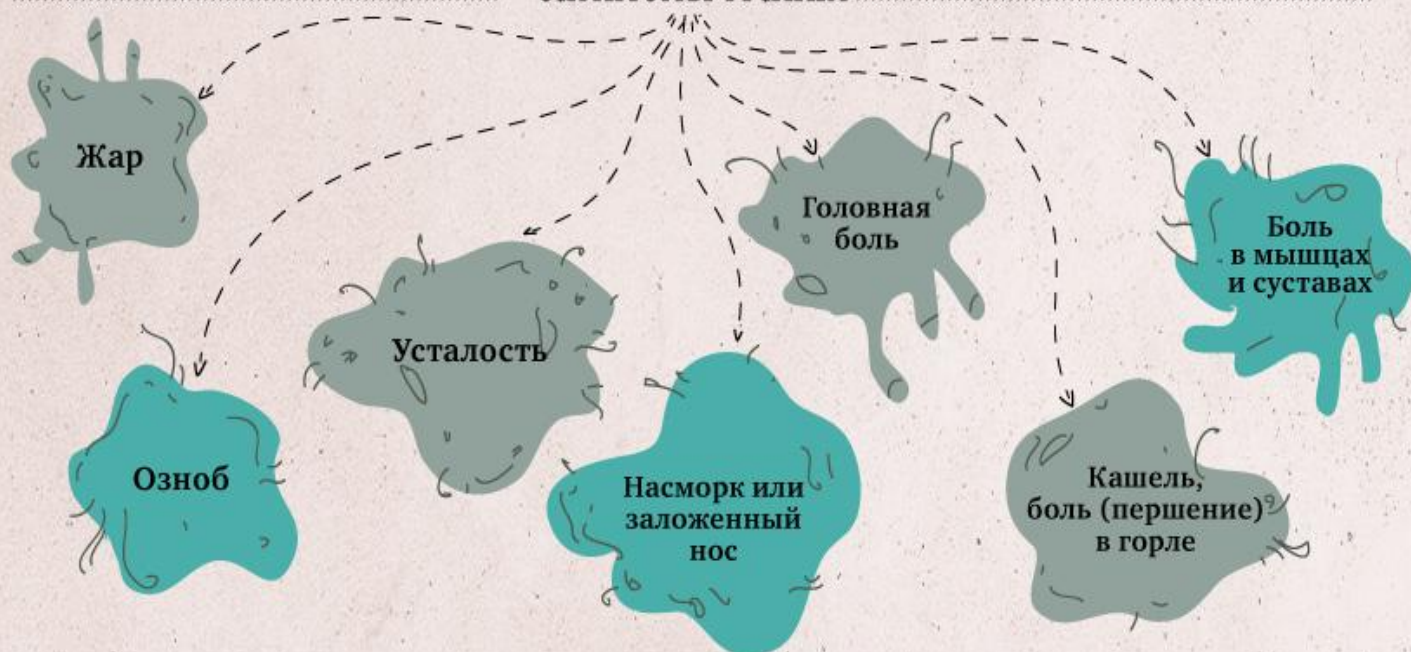 Жар
Головная
боль
Боль
в мышцах
и суставах
Усталость
Озноб
Насморк или
заложенный
нос
Кашель,
боль (першение)
в горле